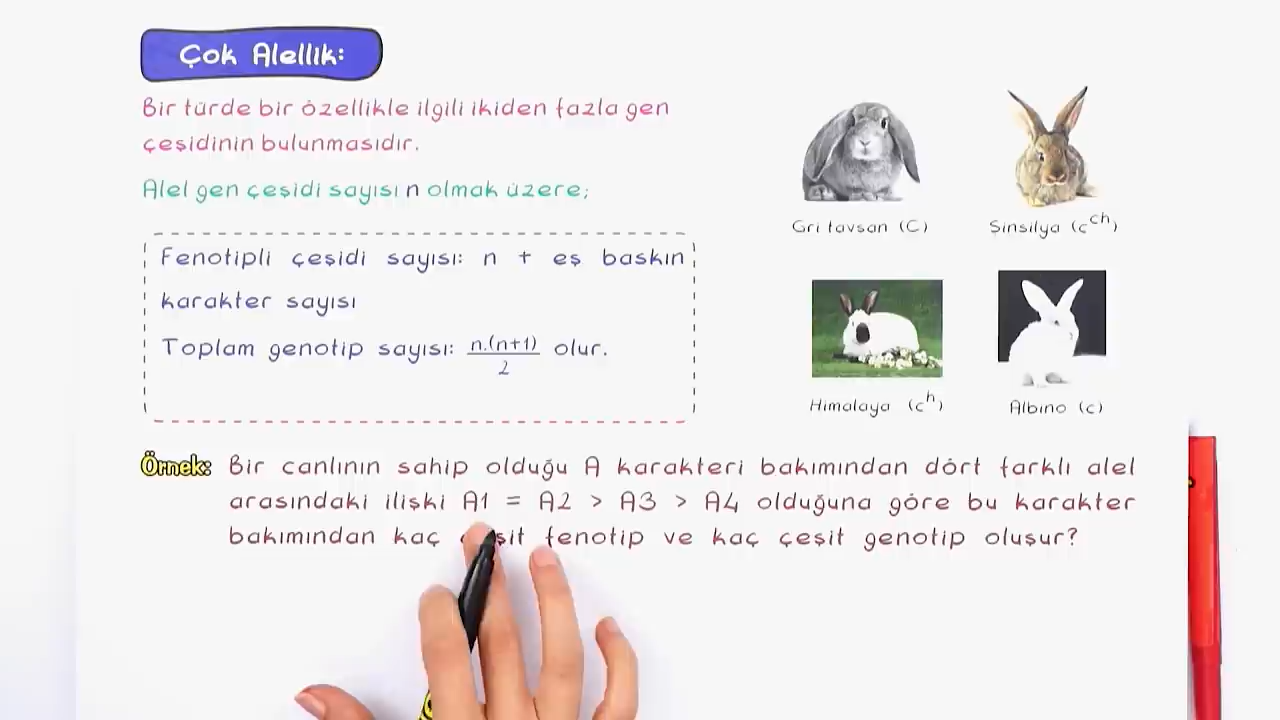 Çok Alellik:
Bir türde bir özellikle ilgili ikiden fazla gen
çeşidinin bulunmasıdır.
Alel gen çeşidi sayısı n olmak üzere;
Fenotipli çeşidi sayısı: n + eş baskın
karakter sayısı
Toplam genotip sayısı: n.(n+1)/2 olur.
Gri tavşan (C)
Şinsilya (c^ch)
Himalaya (c^h)
Albino (c)
Örnek: Bir canlının sahip olduğu A karakteri bakımından dört farklı alel
arasındaki ilişki A1 = A2 > A3 > A4 olduğuna göre bu karakter
bakımından kaç fenotip ve kaç çeşit genotip oluşur?